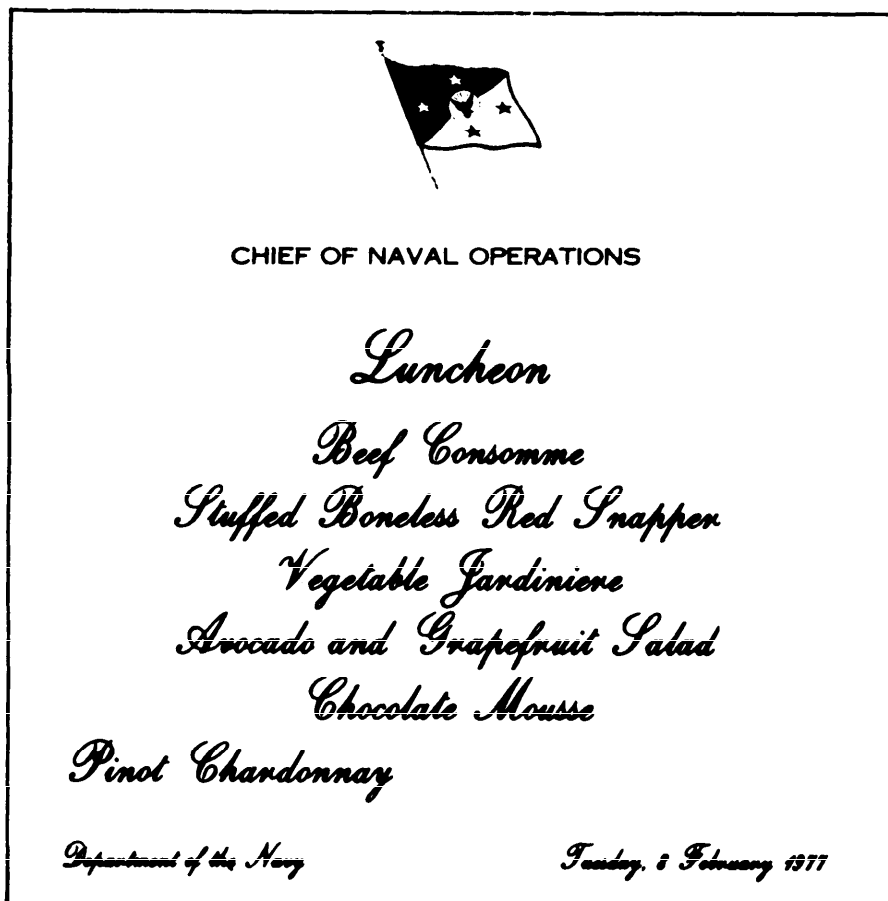 CHIEF OF NAVAL OPERATIONS
Luncheon
Beef Consomme
Stuffed Boneless Red Snapper
Vegetable Jardiniere
Avocado and Grapefruit Salad
Chocolate Mousse
Pinot Chardonnay
Department of the Navy
Tuesday, 8 February 1977